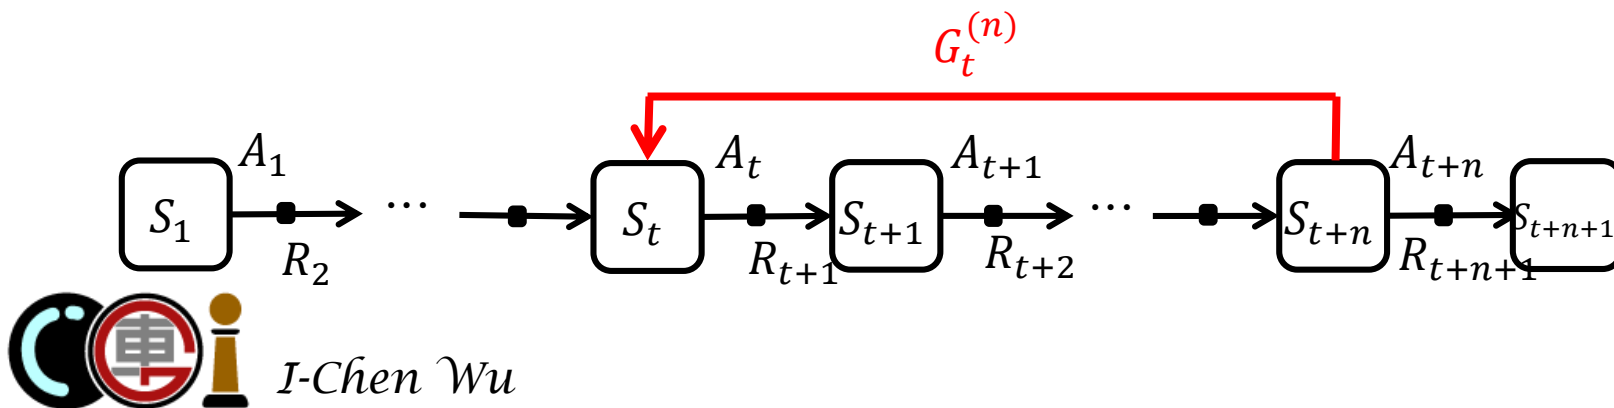 G_t^{(n)}
A_1 A_t A_{t+1} A_{t+n}
S_1 ⋯ S_t S_{t+1} ⋯ S_{t+n} S_{t+n+1}
R_2 R_{t+1} R_{t+2} R_{t+n+1}
車
I-Chen Wu